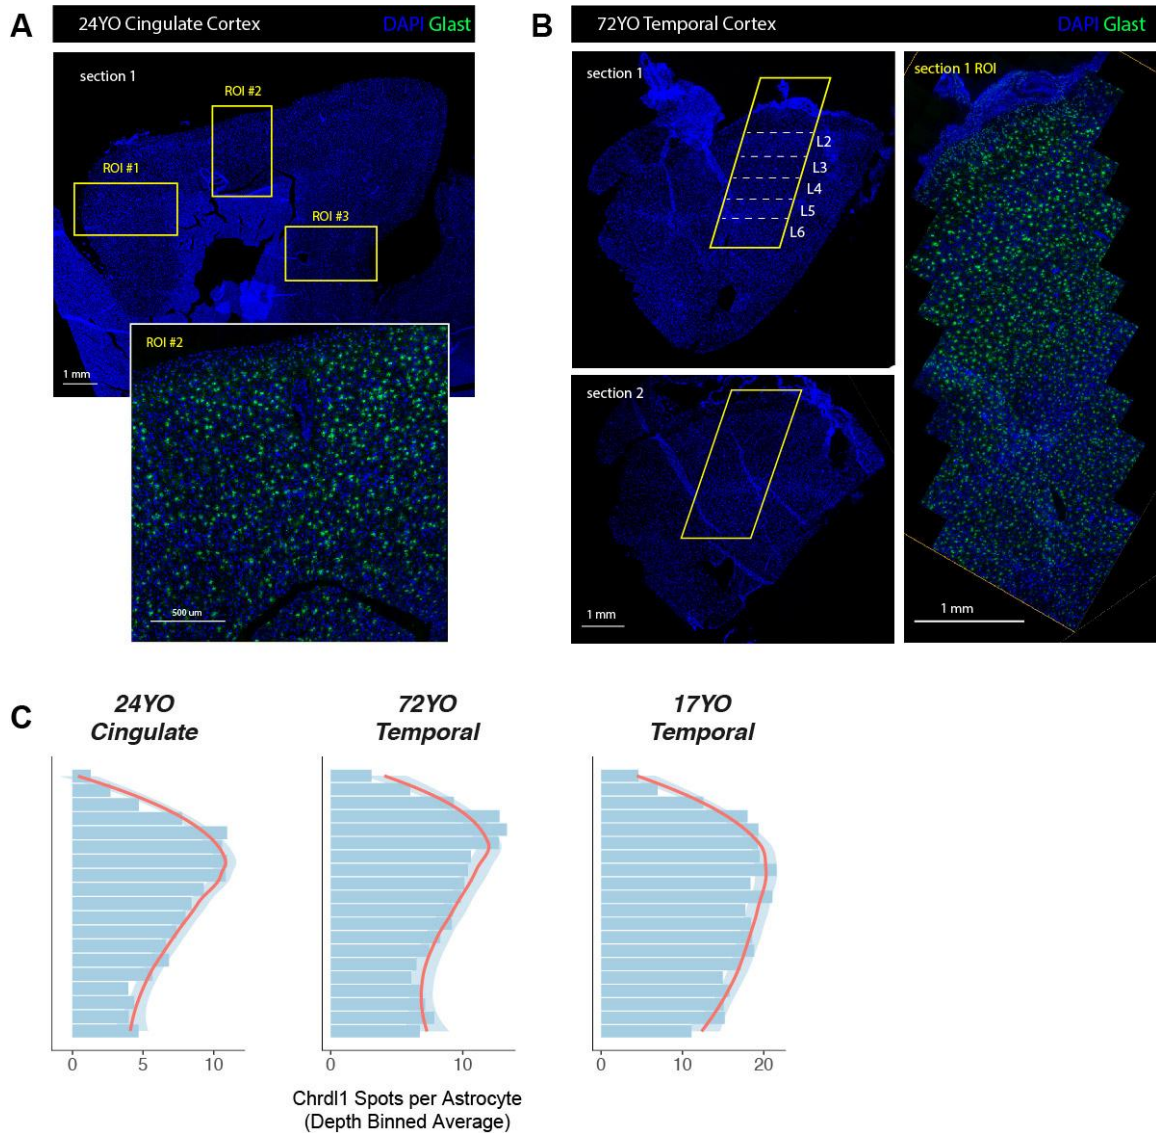 A
24YO Cingulate Cortex
DAPI Glast
section 1
ROI #2
ROI #1
ROI #3
1 mm
ROI #2
500 um
B
72YO Temporal Cortex
DAPI Glast
section 1
L2
L3
L4
L5
L6
section 2
1 mm
section 1 ROI
1 mm
C
24YO
Cingulate
72YO
Temporal
17YO
Temporal
0 5 10
0 10
0 10 20
Chrdl1 Spots per Astrocyte
(Depth Binned Average)